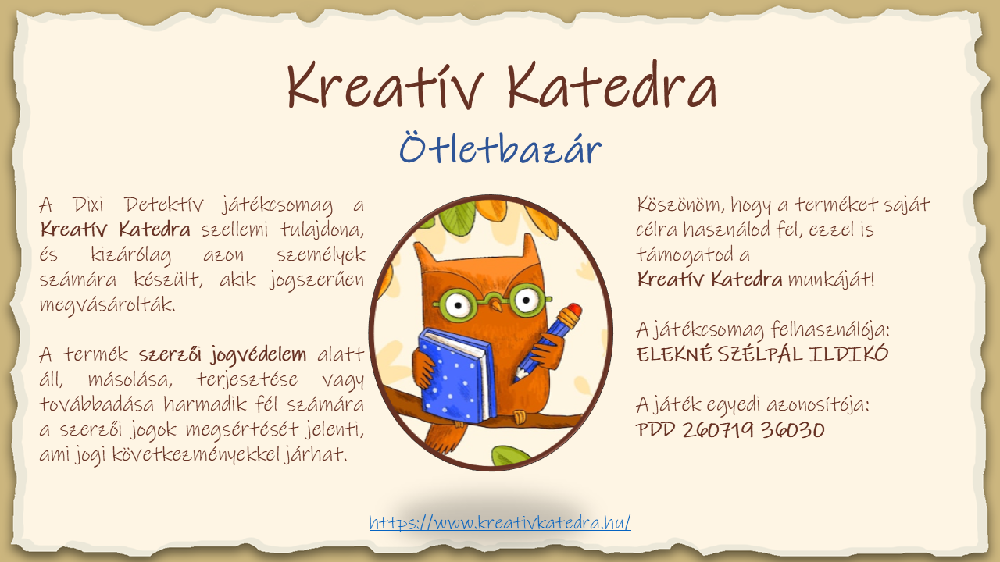 Kreatív Katedra
Ötletbazár
A Dixi Detektív játékcsomag a
Kreatív Katedra szellemi tulajdona,
és kizárólag azon személyek
számára készült, akik jogszerűen
megvásárolták.
A termék szerzői jogvédelem alatt
áll, másolása, terjesztése vagy
továbbadása harmadik fél számára
a szerzői jogok megsértését jelenti,
ami jogi következményekkel járhat.
Köszönöm, hogy a terméket saját
célra használod fel, ezzel is
támogatod a
Kreatív Katedra munkáját!
A játékcsomag felhasználója:
ELEKNÉ SZÉLPÁL ILDIKÓ
A játék egyedi azonosítója:
PDD 260719 36030
https://www.kreativkatedra.hu/